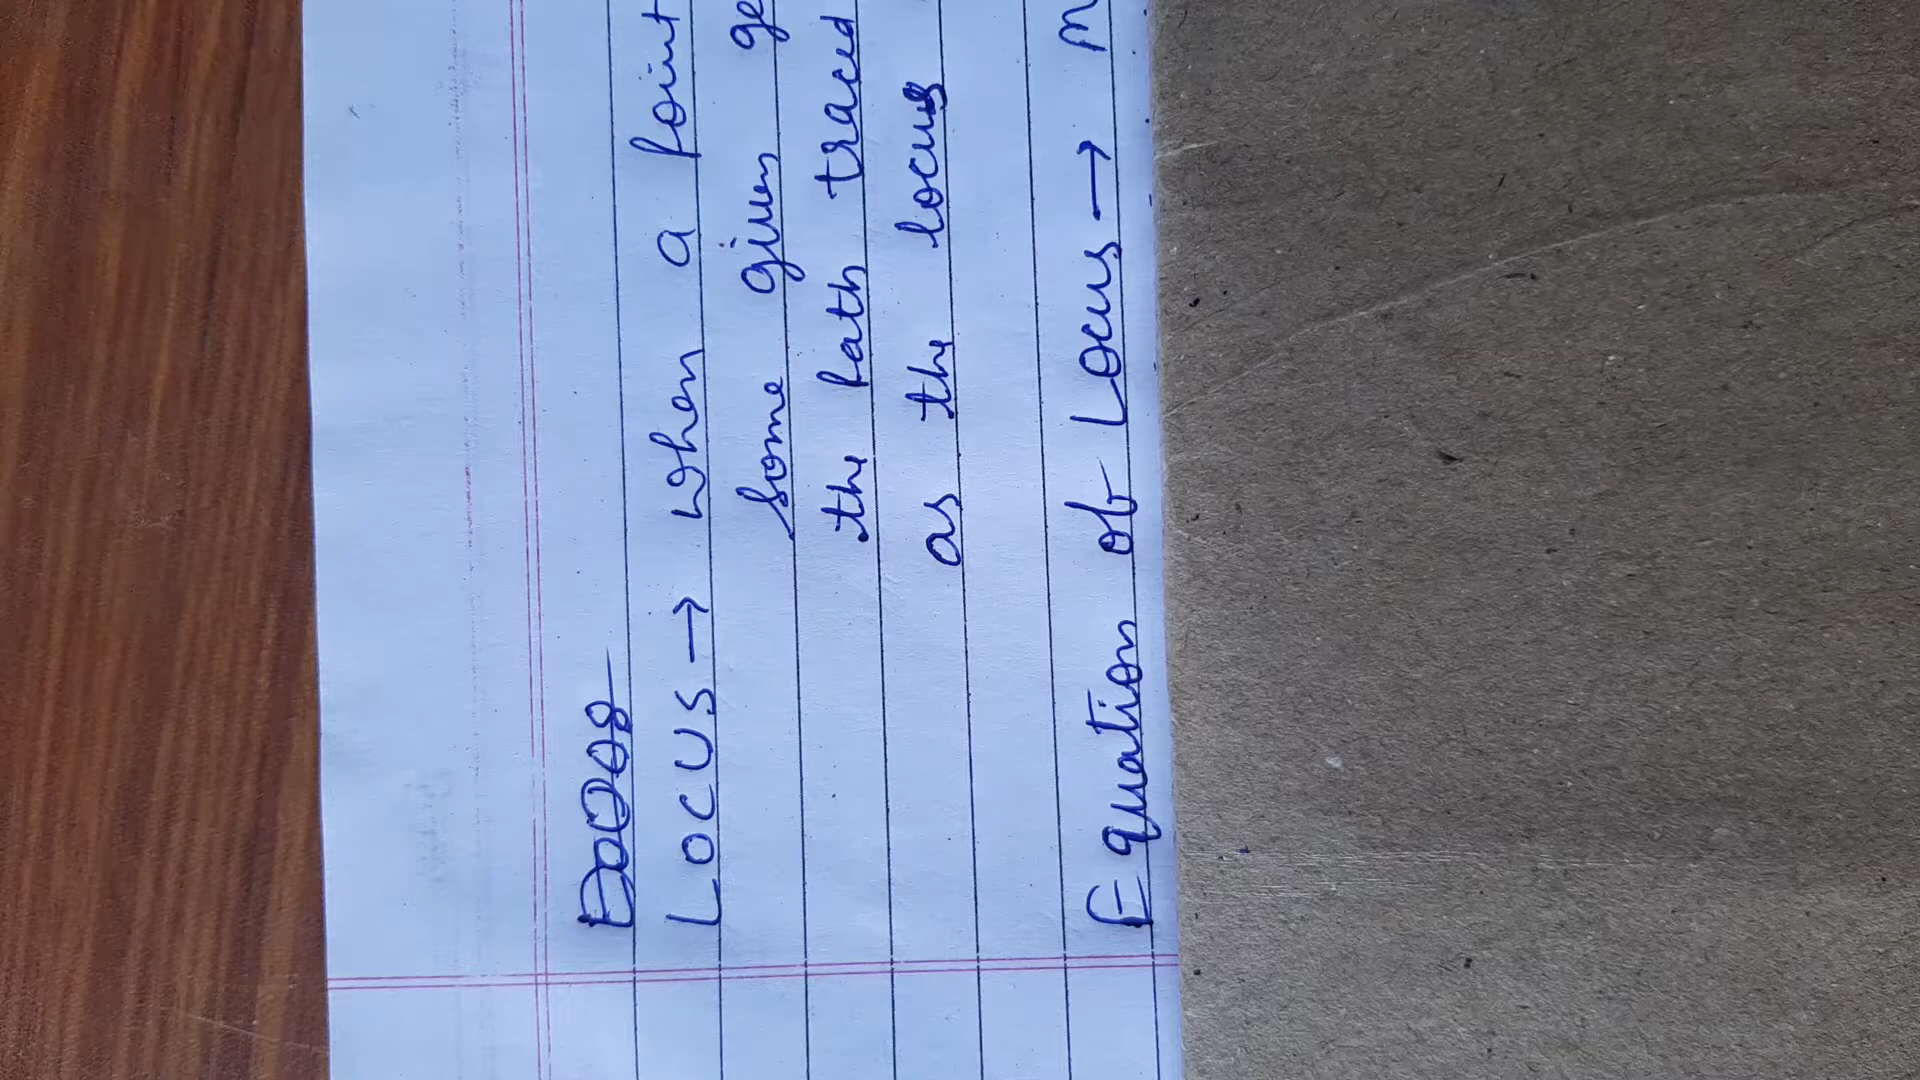 LOCUS → when a point
some given ge
the path traced
as the locus
Equation of Locus → m